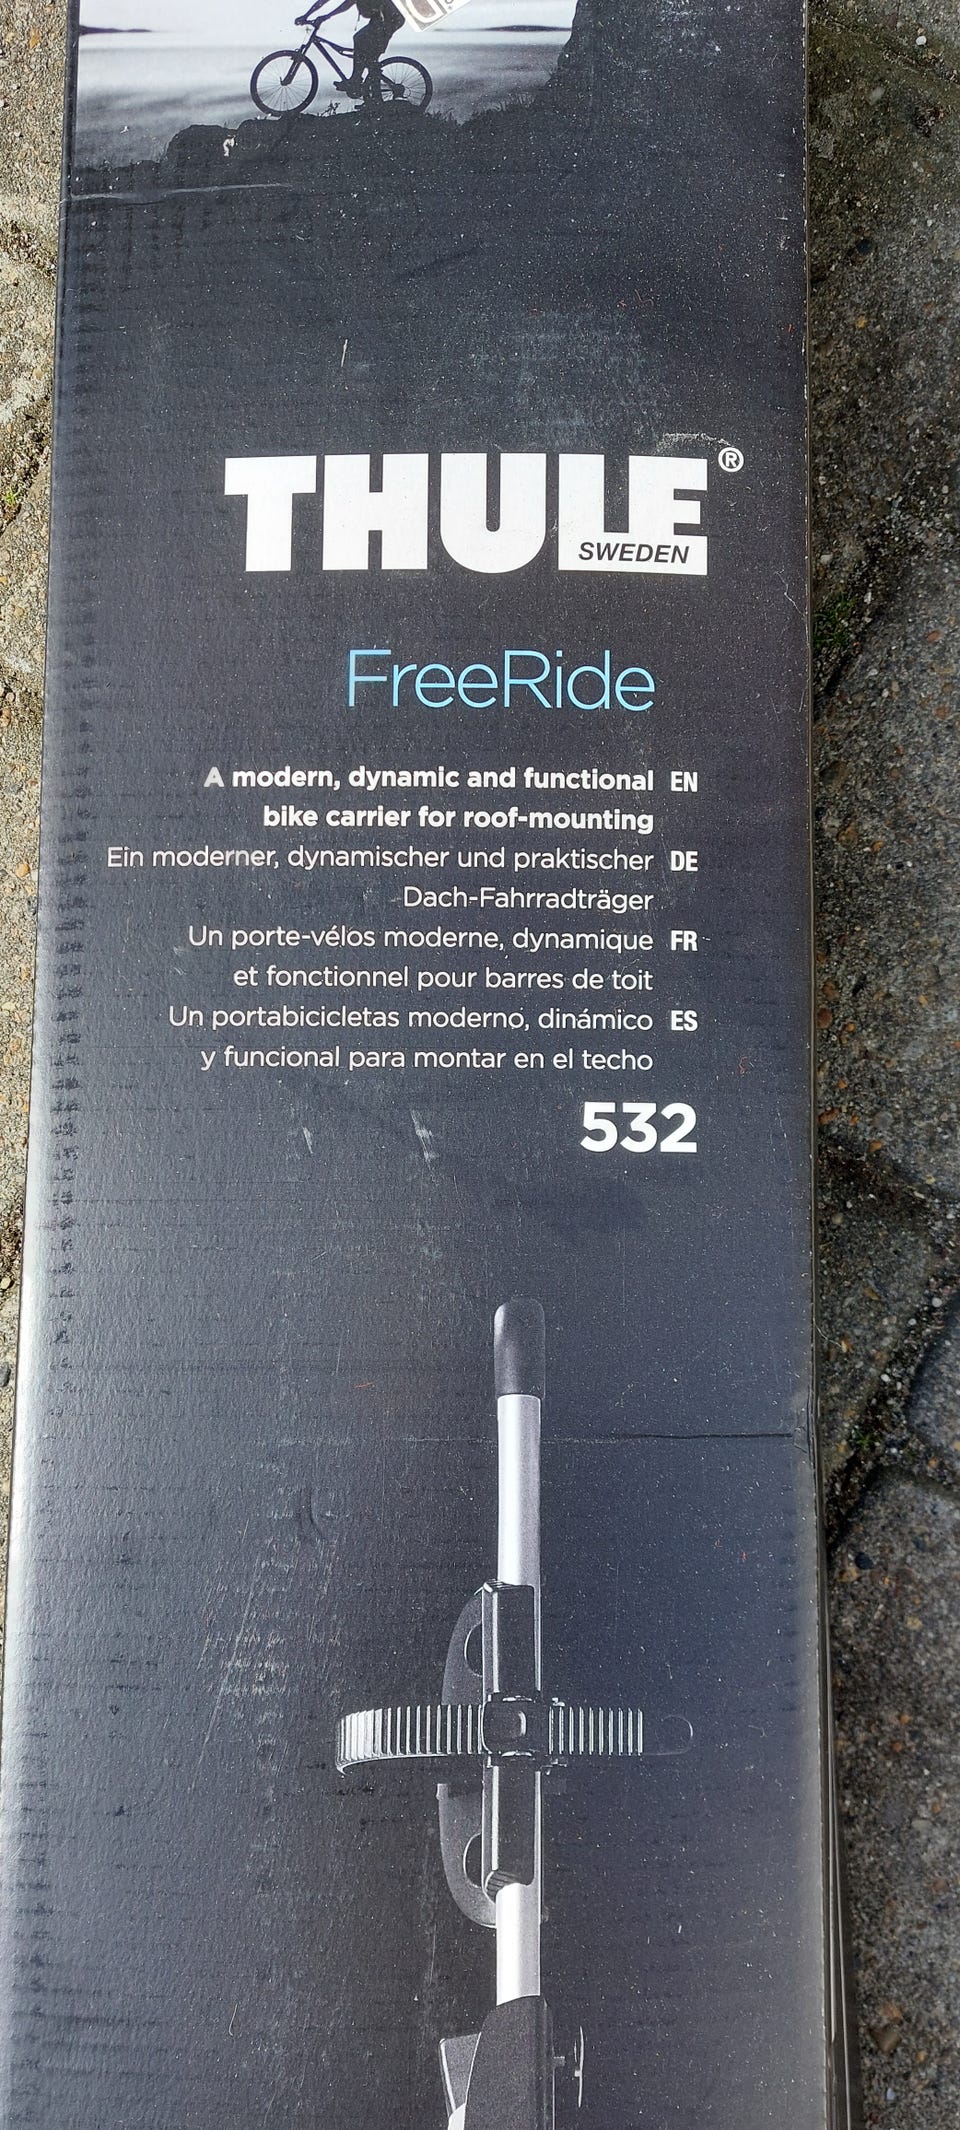 THULE®
SWEDEN
FreeRide
A modern, dynamic and functional EN
bike carrier for roof-mounting
Ein moderner, dynamischer und praktischer DE
Dach-Fahrradträger
Un porte-vélos moderne, dynamique FR
et fonctionnel pour barres de toit
Un portabicicletas moderno, dinámico ES
y funcional para montar en el techo
532